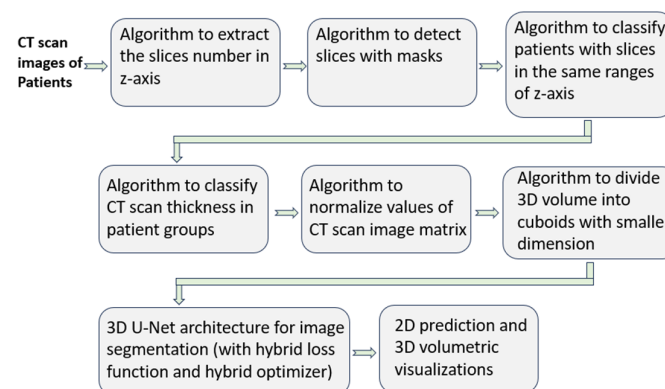 CT scan
images of
Patients
Algorithm to extract
the slices number in
z-axis
Algorithm to detect
slices with masks
Algorithm to classify
patients with slices
in the same ranges
of z-axis
Algorithm to classify
CT scan thickness in
patient groups
Algorithm to
normalize values of
CT scan image matrix
Algorithm to divide
3D volume into
cuboids with smalle
dimension
3D U-Net architecture for image
segmentation (with hybrid loss
function and hybrid optimizer)
2D prediction and
3D volumetric
visualizations